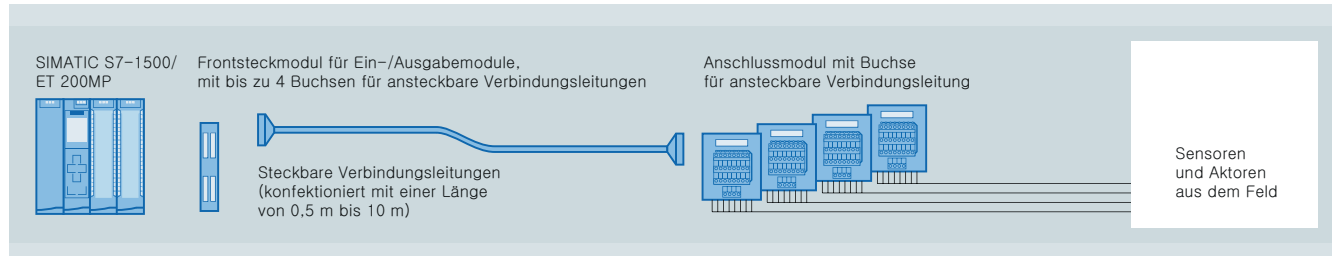 SIMATIC S7-1500/
ET 200MP
Frontsteckmodul für Ein-/Ausgabemodule,
mit bis zu 4 Buchsen für ansteckbare Verbindungsleitungen
Steckbare Verbindungsleitungen
(konfektioniert mit einer Länge
von 0,5 m bis 10 m)
Anschlussmodul mit Buchse
für ansteckbare Verbindungsleitung
Sensoren
und Aktoren
aus dem Feld